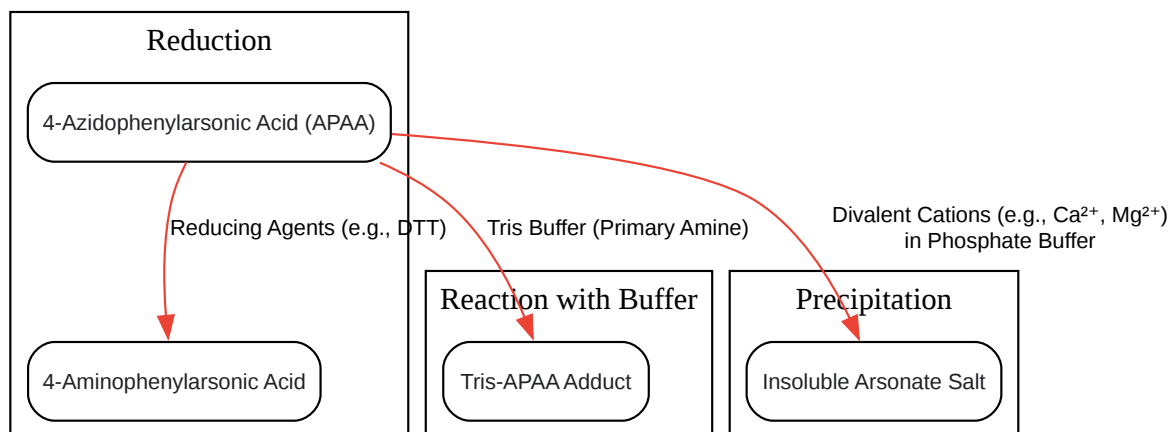 Reduction
4-Azidophenylarsonic Acid (APAA)
Reducing Agents (e.g., DTT)
Tris Buffer (Primary Amine)
Divalent Cations (e.g., Ca²⁺, Mg²⁺)
in Phosphate Buffer
Reaction with Buffer
Precipitation
4-Aminophenylarsonic Acid
Tris-APAA Adduct
Insoluble Arsonate Salt